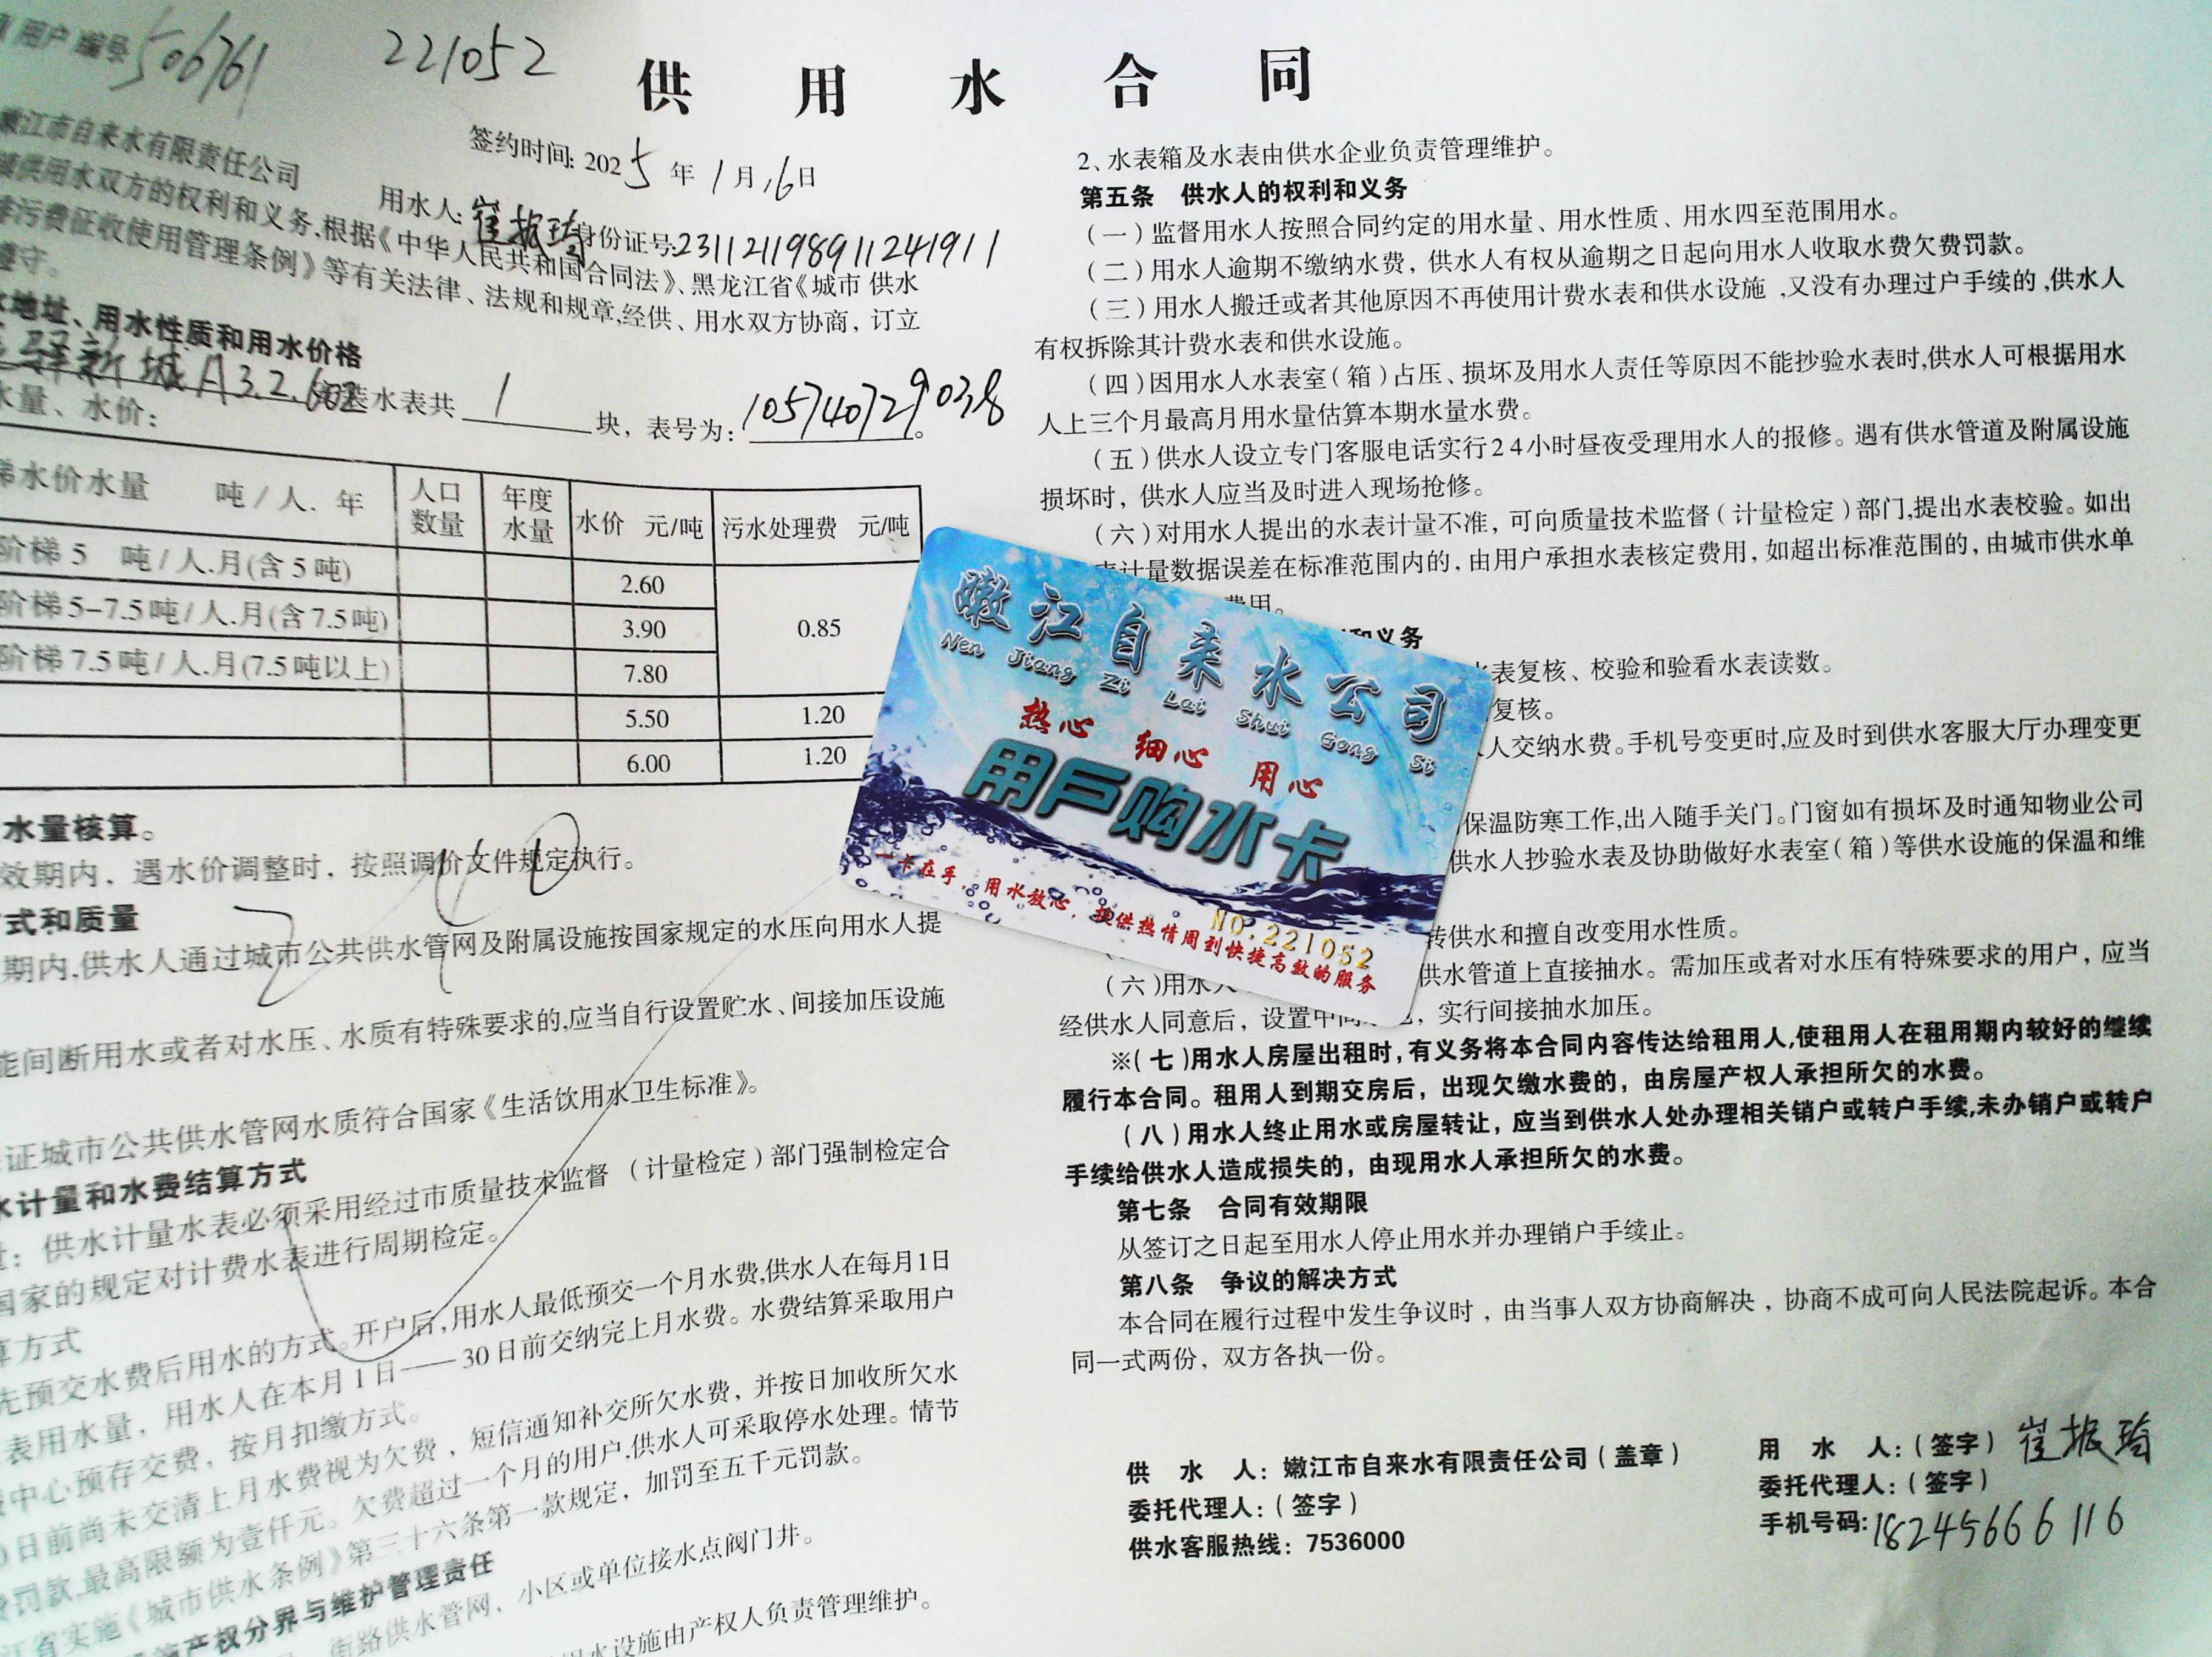 用户编号 506761
221052
供用水合同
签约时间: 2025年1月16日
嫩江市自来水有限责任公司
用水人: 崔振琦 身份证号:231121198911241911
供用水双方的权利和义务,根据《中华人民共和国合同法》、黑龙江省《城市 供水
排污费征收使用管理条例》等有关法律、法规和规章,经供、用水双方协商, 订立
遵守。
地址、用水性质和用水价格
新城A3.2.602 装水表共 1 块, 表号为: 105740729038。
水量、水价:
梯水价水量 吨/人. 年 人口数量 年度水量 水价 元/吨 污水处理费 元/吨
阶梯 5 吨/人.月(含 5 吨) 2.60 0.85
阶梯 5-7.5吨/人.月(含 7.5吨) 3.90
阶梯 7.5 吨/人.月(7.5 吨以上) 7.80
5.50 1.20
6.00 1.20
水量核算。
效期内, 遇水价调整时, 按照调价文件规定执行。
式和质量
期内,供水人通过城市公共供水管网及附属设施按国家规定的水压向用水人提
能间断用水或者对水压、水质有特殊要求的,应当自行设置贮水、间接加压设施
证城市公共供水管网水质符合国家《生活饮用水卫生标准》。
水计量和水费结算方式
: 供水计量水表必须采用经过市质量技术监督 (计量检定)部门强制检定合
国家的规定对计费水表进行周期检定。
算方式
先预交水费后用水的方式。开户后,用水人最低预交一个月水费,供水人在每月1日
表用水量, 用水人在本月 1 日——30 日前交纳完上月水费。水费结算采取用户
中心预存交费, 按月扣缴方式。
日前尚未交清上月水费视为欠费, 短信通知补交所欠水费, 并按日加收所欠水
罚款,最高限额为壹仟元。欠费超过一个月的用户,供水人可采取停水处理。情节
江省实施《城市供水条例》第三十六条第一款规定, 加罚至五千元罚款。
产权分界与维护管理责任
街路供水管网, 小区或单位接水点阀门井。
用水设施由产权人负责管理维护。
2、水表箱及水表由供水企业负责管理维护。
第五条 供水人的权利和义务
(一)监督用水人按照合同约定的用水量、用水性质、用水四至范围用水。
(二)用水人逾期不缴纳水费, 供水人有权从逾期之日起向用水人收取水费欠费罚款。
(三)用水人搬迁或者其他原因不再使用计费水表和供水设施 ,又没有办理过户手续的 ,供水人
有权拆除其计费水表和供水设施。
(四)因用水人水表室(箱)占压、损坏及用水人责任等原因不能抄验水表时,供水人可根据用水
人上三个月最高月用水量估算本期水量水费。
(五)供水人设立专门客服电话实行24小时昼夜受理用水人的报修。遇有供水管道及附属设施
损坏时, 供水人应当及时进入现场抢修。
(六)对用水人提出的水表计量不准, 可向质量技术监督(计量检定)部门,提出水表校验。如出
表计量数据误差在标准范围内的, 由用户承担水表核定费用, 如超出标准范围的, 由城市供水单
费用。
和义务
水表复核、校验和验看水表读数。
复核。
人交纳水费。手机号变更时,应及时到供水客服大厅办理变更
保温防寒工作,出入随手关门。门窗如有损坏及时通知物业公司
供水人抄验水表及协助做好水表室(箱)等供水设施的保温和维
转供水和擅自改变用水性质。
(六)用水人
供水管道上直接抽水。需加压或者对水压有特殊要求的用户, 应当
经供水人同意后, 设置中间
, 实行间接抽水加压。
※(七)用水人房屋出租时, 有义务将本合同内容传达给租用人,使租用人在租用期内较好的继续
履行本合同。租用人到期交房后, 出现欠缴水费的, 由房屋产权人承担所欠的水费。
(八)用水人终止用水或房屋转让, 应当到供水人处办理相关销户或转户手续,未办销户或转户
手续给供水人造成损失的, 由现用水人承担所欠的水费。
第七条 合同有效期限
从签订之日起至用水人停止用水并办理销户手续止。
第八条 争议的解决方式
本合同在履行过程中发生争议时 , 由当事人双方协商解决 , 协商不成可向人民法院起诉。本合
同一式两份, 双方各执一份。
供 水 人: 嫩江市自来水有限责任公司(盖章)
委托代理人:(签字)
供水客服热线: 7536000
用 水 人:(签字) 崔振琦
委托代理人:(签字)
手机号码:18245666116
嫩江自来水公司
Nen Jiang Zi Lai Shui Gong Si
热心 细心 用心
用户购水卡
NO.221052
一卡在手,用水放心,提供热情周到快捷高效的服务